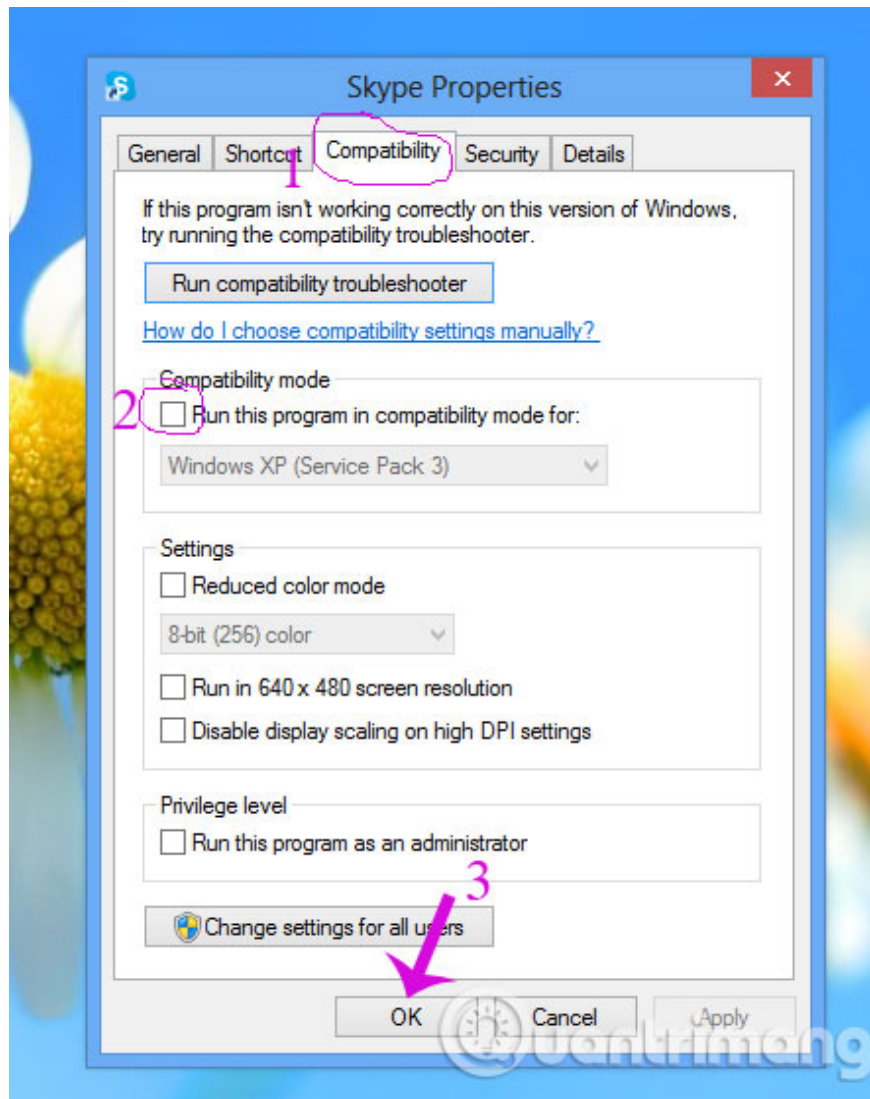 Skype Properties
General Shortcut Compatibility Security Details
1
If this program isn't working correctly on this version of Windows,
try running the compatibility troubleshooter.
Run compatibility troubleshooter
How do I choose compatibility settings manually?
Compatibility mode
2
Run this program in compatibility mode for:
Windows XP (Service Pack 3)
Settings
Reduced color mode
8-bit (256) color
Run in 640 x 480 screen resolution
Disable display scaling on high DPI settings
Privilege level
Run this program as an administrator
3
Change settings for all users
OK Cancel Apply
Quantrimang